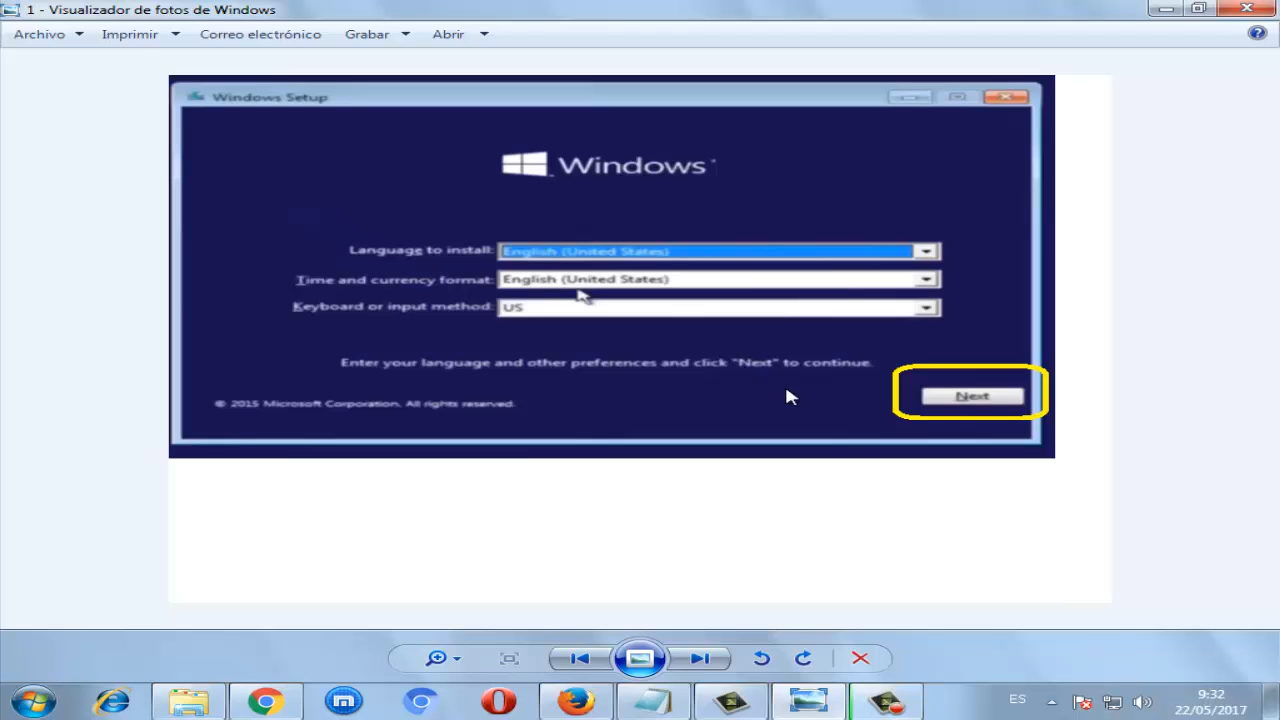 1 - Visualizador de fotos de Windows
Archivo Imprimir Correo electrónico Grabar Abrir
Windows Setup
Windows
Language to install: English (United States)
Time and currency format: English (United States)
Keyboard or input method: US
Enter your language and other preferences and click "Next" to continue.
Next
© 2015 Microsoft Corporation. All rights reserved.
ES
9:32
22/05/2017